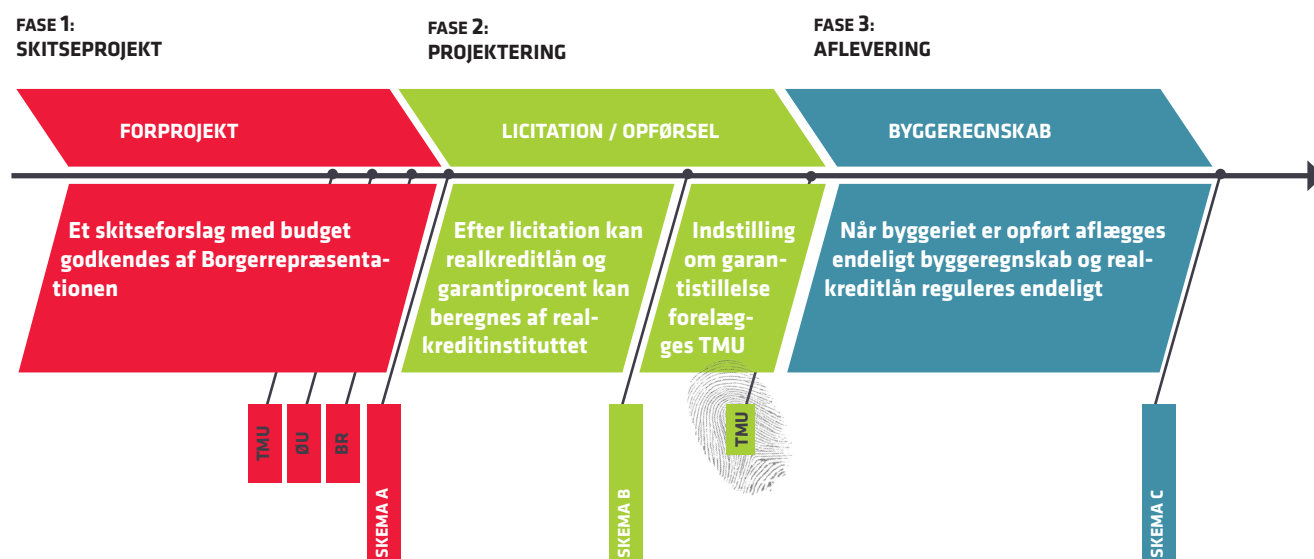 FASE 1:
SKITSEPROJEKT
FASE 2:
PROJEKTERING
FASE 3:
AFLEVERING
FORPROJEKT
LICITATION / OPFØRSEL
BYGGEREGNSKAB
Et skitseforslag med budget
godkendes af Borgerrepræsenta-
tionen
Efter licitation kan
realkreditlån og
garantiprocent kan
beregnes af real-
kreditinstituttet
Indstilling
om garan-
tistillelse
forelæg-
ges TMU
Når byggeriet er opført aflægges
endeligt byggeregnskab og real-
kreditlån reguleres endeligt
TMU
ØU
BR
SKEMA A
SKEMA B
TMU
SKEMA C